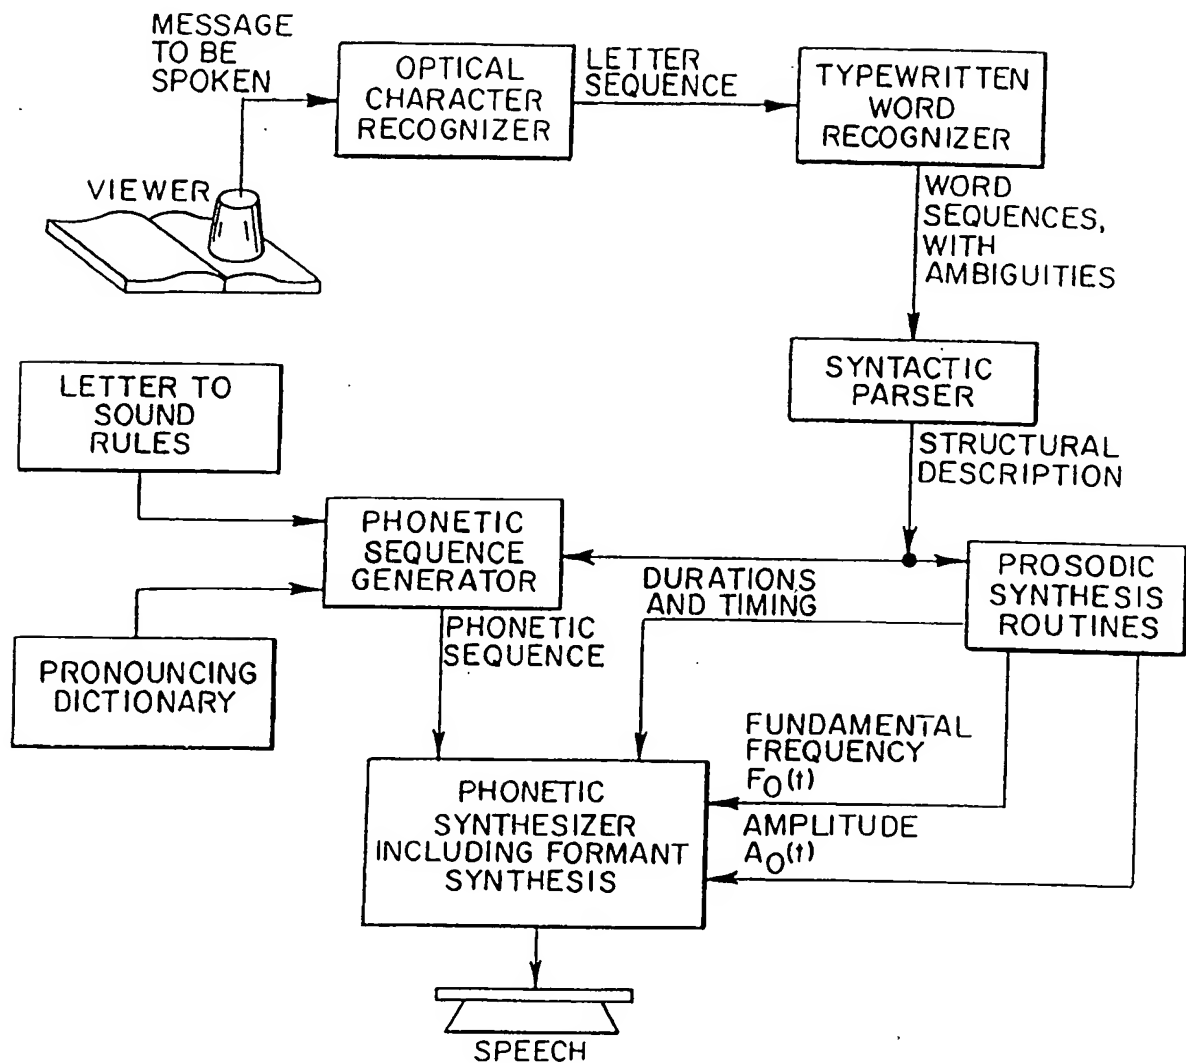 MESSAGE
TO BE
SPOKEN
OPTICAL
CHARACTER
RECOGNIZER
LETTER
SEQUENCE
TYPEWRITTEN
WORD
RECOGNIZER
VIEWER
WORD
SEQUENCES,
WITH
AMBIGUITIES
SYNTACTIC
PARSER
STRUCTURAL
DESCRIPTION
LETTER TO
SOUND
RULES
PHONETIC
SEQUENCE
GENERATOR
DURATIONS
AND TIMING
PROSODIC
SYNTHESIS
ROUTINES
PRONOUNCING
DICTIONARY
PHONETIC
SEQUENCE
FUNDAMENTAL
FREQUENCY
F0(t)
AMPLITUDE
A0(t)
PHONETIC
SYNTHESIZER
INCLUDING FORMANT
SYNTHESIS
SPEECH